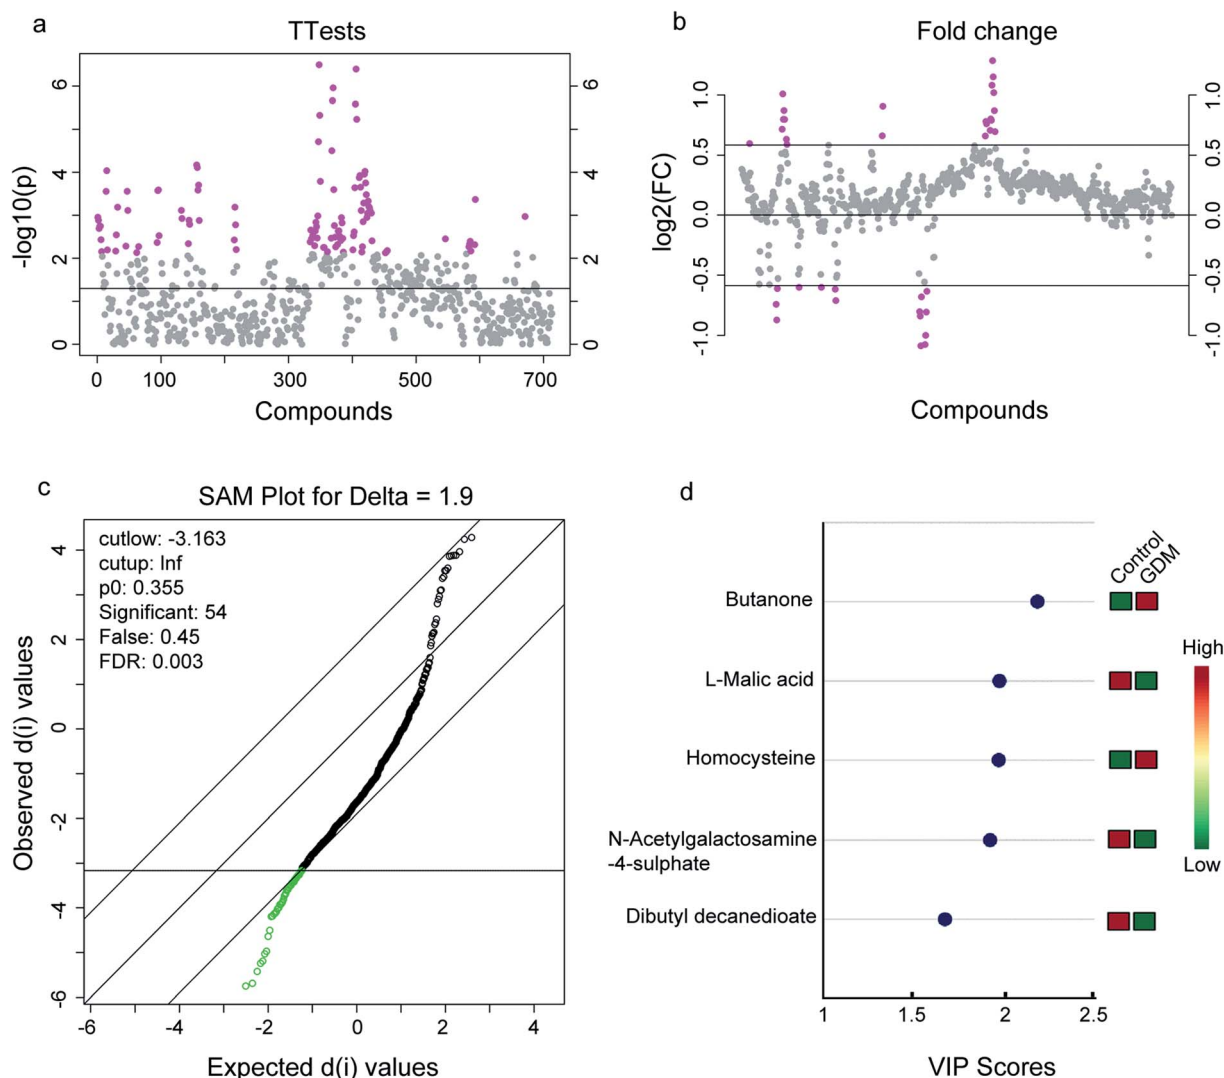 a
TTests
-log10(p)
6
4
2
0
6
4
2
0
0
100
300
500
700
Compounds
b
Fold change
log2(FC)
1.0
0.5
0.0
-0.5
-1.0
1.0
0.5
0.0
-0.5
-1.0
Compounds
c
SAM Plot for Delta = 1.9
cutlow: -3.163
cutup: Inf
p0: 0.355
Significant: 54
False: 0.45
FDR: 0.003
Observed d(i) values
4
2
0
-2
-4
-6
-6
-4
-2
0
2
4
Expected d(i) values
d
Control
GDM
Butanone
L-Malic acid
Homocysteine
N-Acetylgalactosamine
-4-sulphate
Dibutyl decanedioate
High
Low
1
1.5
2
2.5
VIP Scores